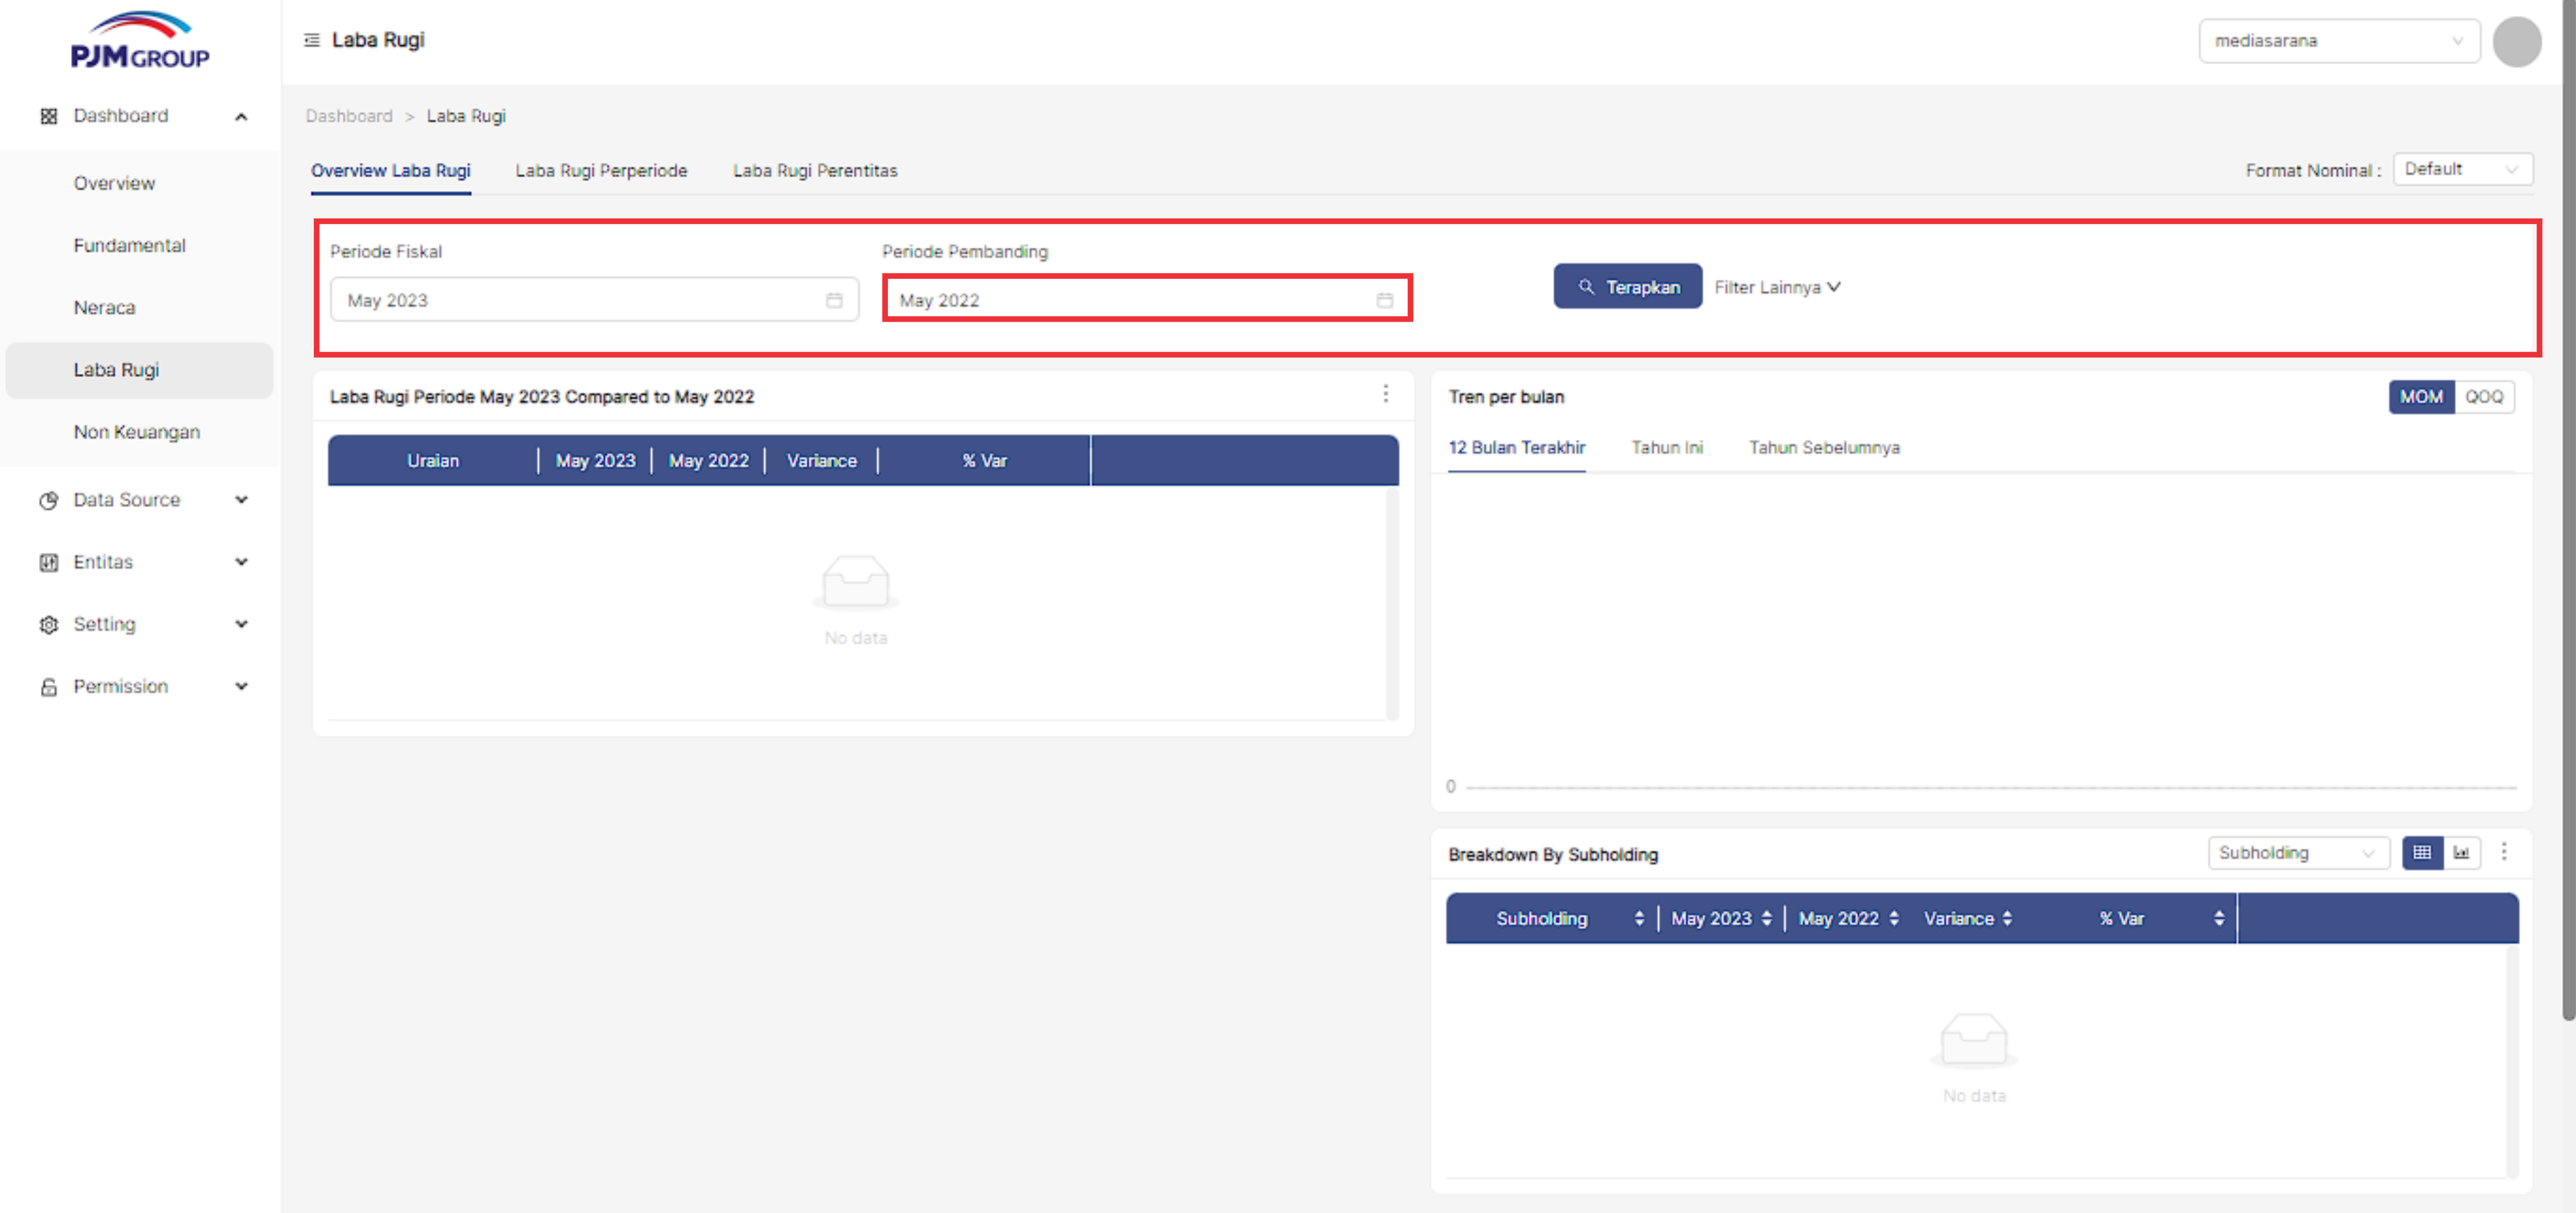 PJM GROUP
Laba Rugi
mediasarana
Dashboard
Overview
Fundamental
Neraca
Laba Rugi
Non Keuangan
Data Source
Entitas
Setting
Permission
Dashboard > Laba Rugi
Overview Laba Rugi Laba Rugi Perperiode Laba Rugi Perentitas
Format Nominal : Default
Periode Fiskal
May 2023
Periode Pembanding
May 2022
Terapkan Filter Lainnya
Laba Rugi Periode May 2023 Compared to May 2022
Uraian May 2023 May 2022 Variance % Var
No data
Tren per bulan
MOM QOQ
12 Bulan Terakhir Tahun Ini Tahun Sebelumnya
0
Breakdown By Subholding
Subholding
Subholding May 2023 May 2022 Variance % Var
No data